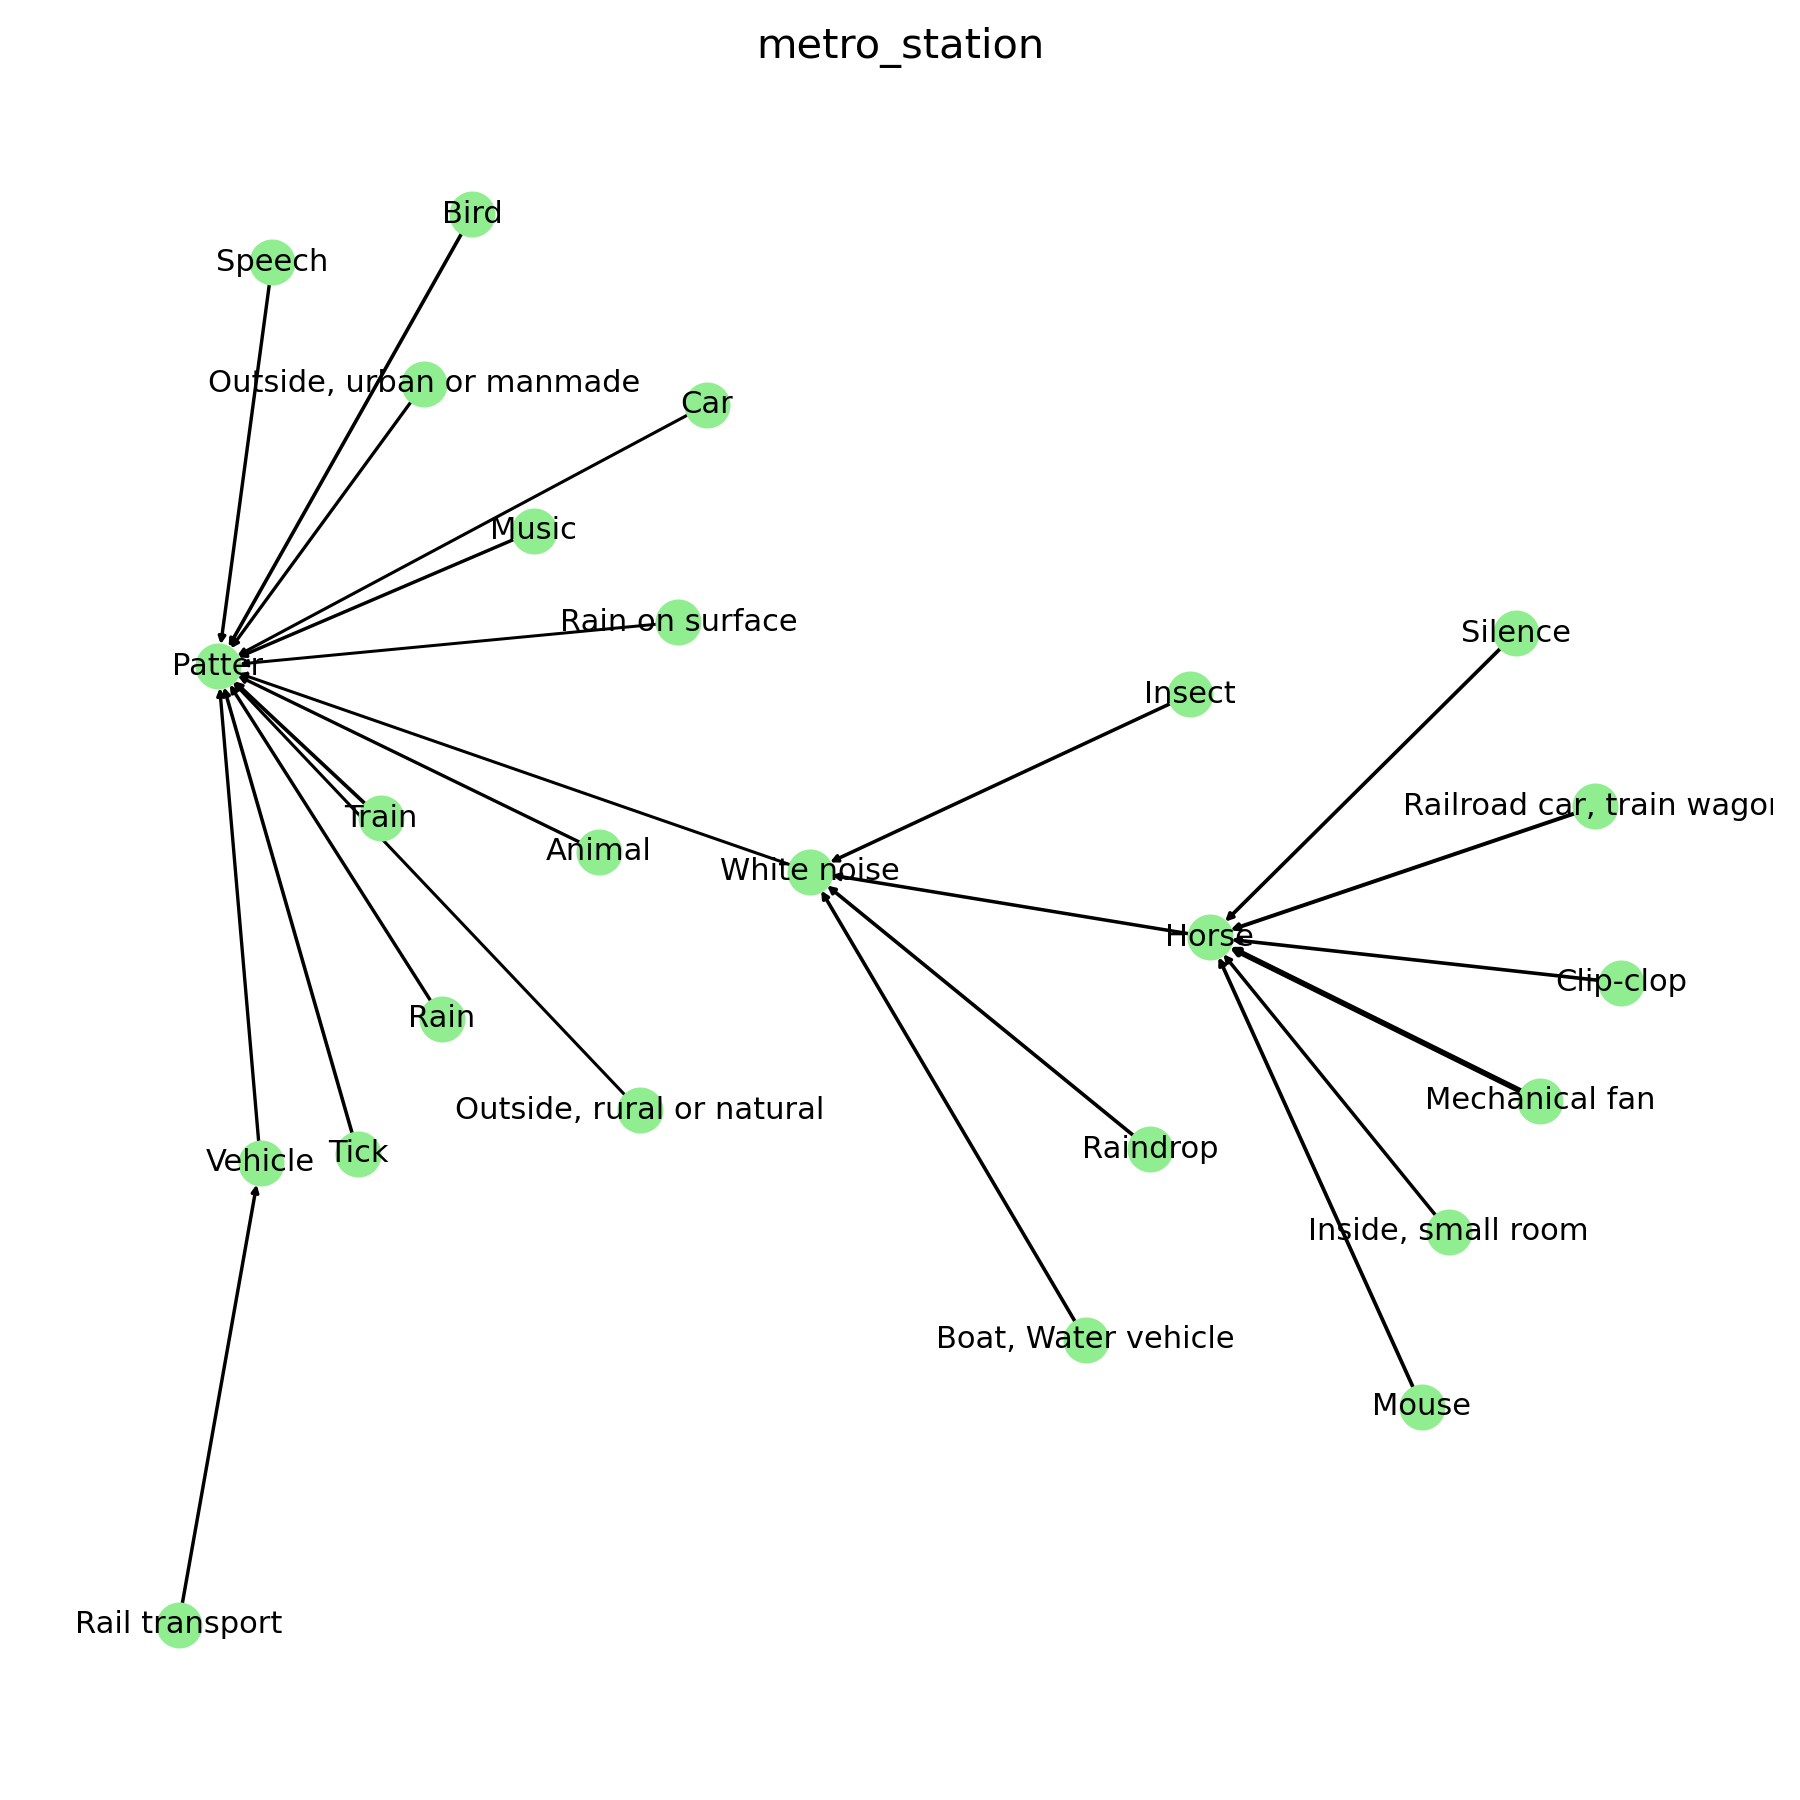 metro_station
Bird
Speech
Outside, urban or manmade
Car
Music
Rain on surface
Silence
Patter
Insect
Railroad car, train wagon
Train
Animal
White noise
Horse
Clip-clop
Rain
Mechanical fan
Outside, rural or natural
Raindrop
Tick
Vehicle
Inside, small room
Boat, Water vehicle
Mouse
Rail transport